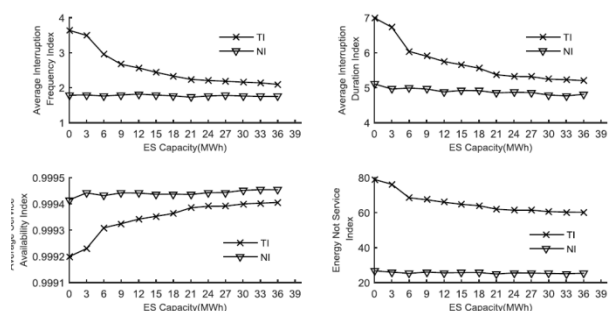 Average Interruption
Frequency Index
4
3
2
1
TI
NI
0 3 6 9 12 15 18 21 24 27 30 33 36 39
ES Capacity(MWh)
Average Interruption
Duration Index
7
6
5
4
TI
NI
0 3 6 9 12 15 18 21 24 27 30 33 36 39
ES Capacity(MWh)
Average Service
Availability Index
0.9995
0.9994
0.9993
0.9992
0.9991
TI
NI
0 3 6 9 12 15 18 21 24 27 30 33 36 39
ES Capacity(MWh)
Energy Not Service
Index
80
60
40
20
TI
NI
0 3 6 9 12 15 18 21 24 27 30 33 36 39
ES Capacity(MWh)